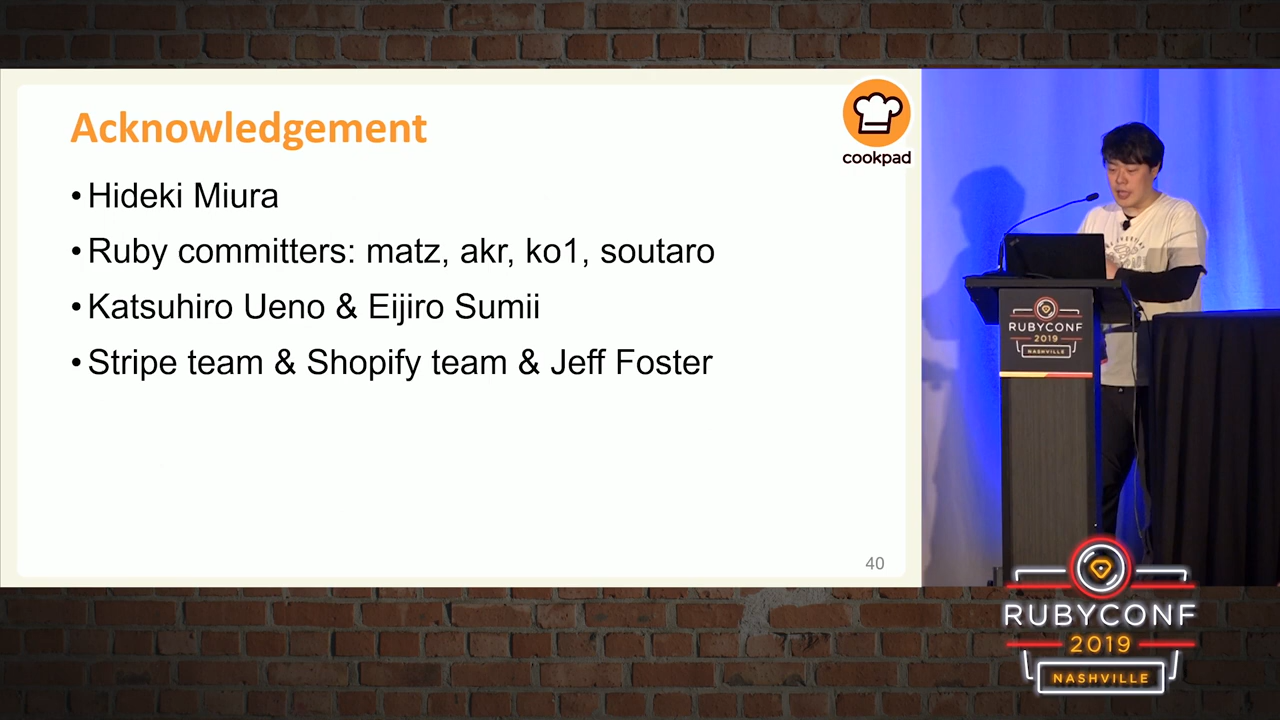 Acknowledgement
cookpad
• Hideki Miura
• Ruby committers: matz, akr, ko1, soutaro
• Katsuhiro Ueno & Eijiro Sumii
• Stripe team & Shopify team & Jeff Foster
40
RUBYCONF
2019
NASHVILLE
RUBYCONF
2019
NASHVILLE